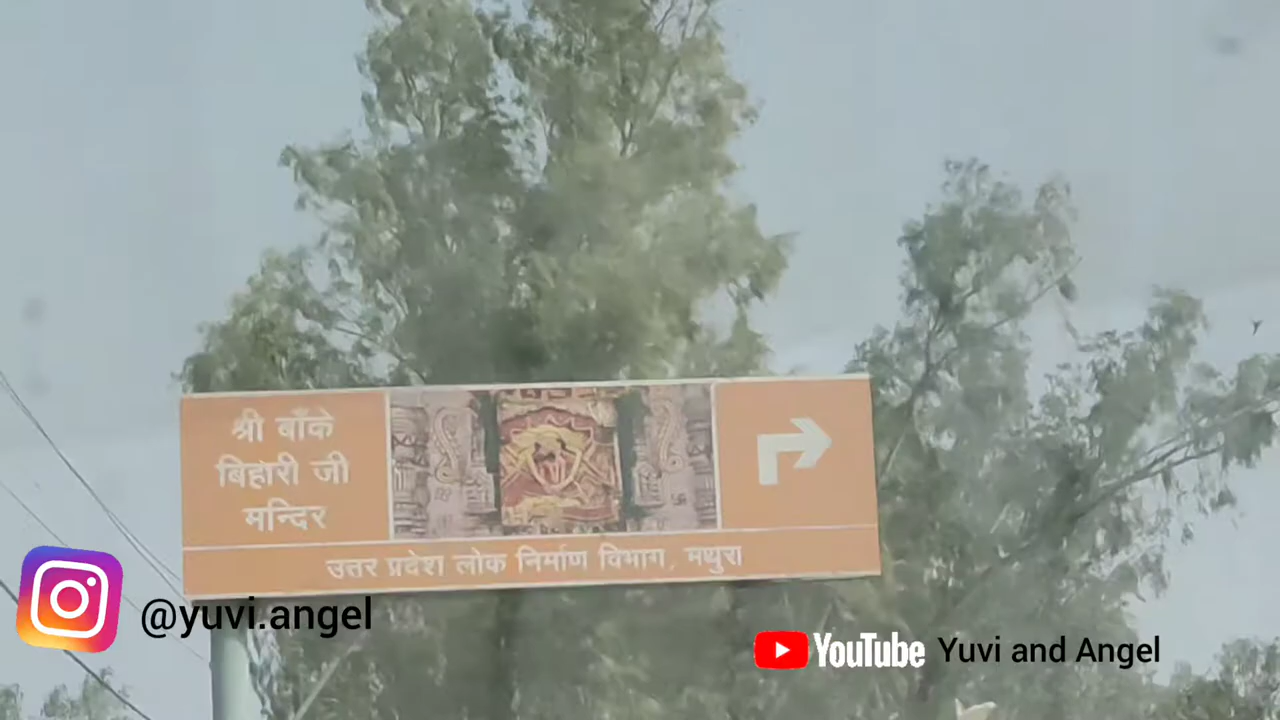 श्री बाँके
बिहारी जी
मन्दिर
उत्तर प्रदेश लोक निर्माण विभाग, मथुरा
@yuvi.angel
YouTube Yuvi and Angel